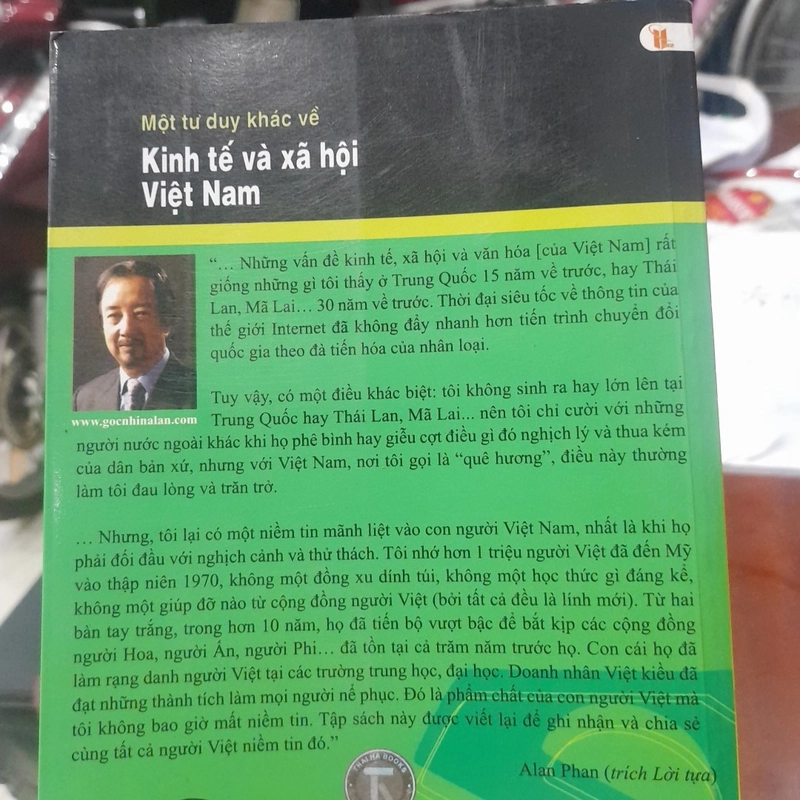 Một tư duy khác về
Kinh tế và xã hội
Việt Nam
“... Những vấn đề kinh tế, xã hội và văn hóa [của Việt Nam] rất
giống những gì tôi thấy ở Trung Quốc 15 năm về trước, hay Thái
Lan, Mã Lai... 30 năm về trước. Thời đại siêu tốc về thông tin của
thế giới Internet đã không đẩy nhanh hơn tiến trình chuyển đổi
quốc gia theo đà tiến hóa của nhân loại.
www.gocnhinalan.com
Tuy vậy, có một điều khác biệt: tôi không sinh ra hay lớn lên tại
Trung Quốc hay Thái Lan, Mã Lai... nên tôi chỉ cười với những
người nước ngoài khác khi họ phê bình hay giễu cợt điều gì đó nghịch lý và thua kém
của dân bản xứ, nhưng với Việt Nam, nơi tôi gọi là “quê hương”, điều này thường
làm tôi đau lòng và trăn trở.
... Nhưng, tôi lại có một niềm tin mãnh liệt vào con người Việt Nam, nhất là khi họ
phải đối đầu với nghịch cảnh và thử thách. Tôi nhớ hơn 1 triệu người Việt đã đến Mỹ
vào thập niên 1970, không một đồng xu dính túi, không một học thức gì đáng kể,
không một giúp đỡ nào từ cộng đồng người Việt (bởi tất cả đều là lính mới). Từ hai
bàn tay trắng, trong hơn 10 năm, họ đã tiến bộ vượt bậc để bắt kịp các cộng đồng
người Hoa, người Ấn, người Phi... đã tồn tại cả trăm năm trước họ. Con cái họ đã
làm rạng danh người Việt tại các trường trung học, đại học. Doanh nhân Việt kiều đã
đạt những thành tích làm mọi người nể phục. Đó là phẩm chất của con người Việt mà
tôi không bao giờ mất niềm tin. Tập sách này được viết lại để ghi nhận và chia sẻ
cùng tất cả người Việt niềm tin đó.”
Alan Phan (trích Lời tựa)
THAI HA BOOKS